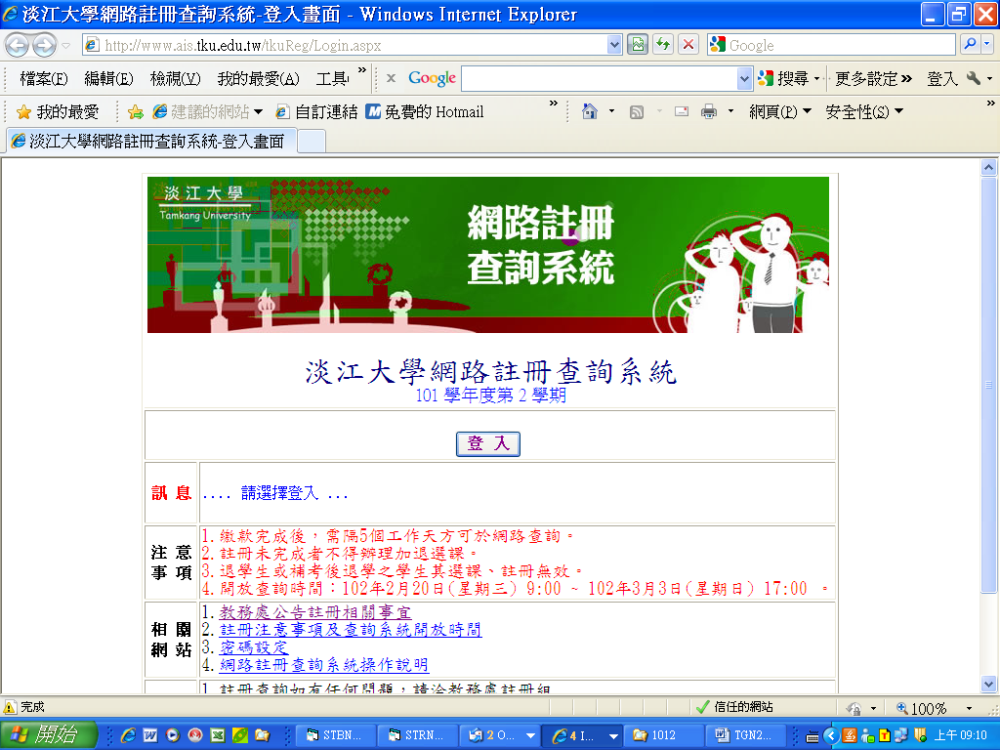 淡江大學網路註冊查詢系統-登入畫面 - Windows Internet Explorer
http://www.ais.tku.edu.tw/tkuReg/Login.aspx
Google
檔案(F) 編輯(E) 檢視(V) 我的最愛(A) 工具( »
x Google 搜尋 更多設定 » 登入
我的最愛 建議的網站 自訂連結 免費的 Hotmail »
網頁(P) 安全性(S) »
淡江大學網路註冊查詢系統-登入畫面
淡江大學
Tamkang University
網路註冊
查詢系統
淡江大學網路註冊查詢系統
101 學年度第 2 學期
登 入
訊 息
.... 請選擇登入 ...
注 意
事 項
1.繳款完成後，需隔5個工作天方可於網路查詢。
2.註冊未完成者不得辦理加退選課。
3.退學生或補考後退學之學生其選課、註冊無效。
4.開放查詢時間：102年2月20日(星期三) 9:00 ~ 102年3月3日(星期日) 17:00 。
相 關
網 站
1.教務處公告註冊相關事宜
2.註冊注意事項及查詢系統開放時間
3.密碼設定
4.網路註冊查詢系統操作說明
1.註冊查詢如有任何問題，請洽教務處註冊組
完成
信任的網站
100%
開始
STBN...
STRN...
2 O...
4 I...
1012
TGN2...
上午 09:10